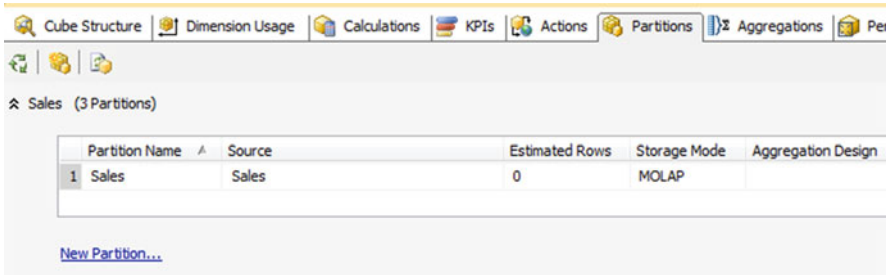 Cube Structure Dimension Usage Calculations KPIs Actions Partitions Aggregations Per
Sales (3 Partitions)
Partition Name Source Estimated Rows Storage Mode Aggregation Design
1 Sales Sales 0 MOLAP
New Partition...